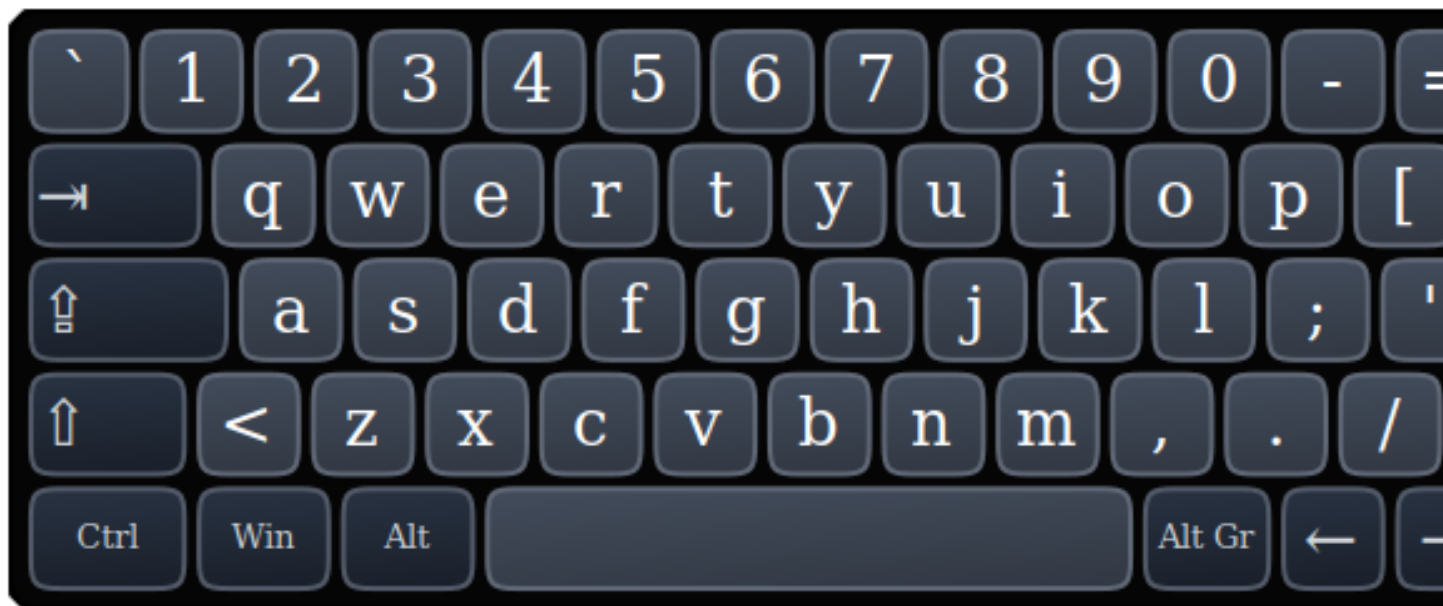 ` 1 2 3 4 5 6 7 8 9 0 - =
⇥ q w e r t y u i o p [
⇪ a s d f g h j k l ; '
⇧ < z x c v b n m , . /
Ctrl Win Alt Alt Gr ←